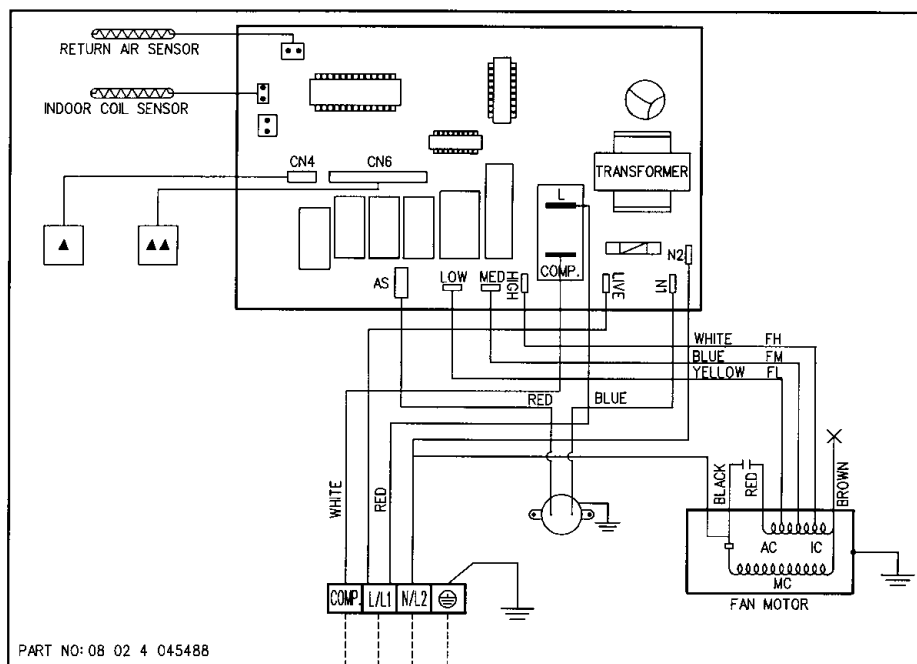 RETURN AIR SENSOR
INDOOR COIL SENSOR
CN4
CN6
L
COMP.
TRANSFORMER
AS
LOW
MED
HIGH
LIVE
N1
N2
WHITE FH
BLUE FM
YELLOW FL
RED
BLUE
WHITE
RED
BLACK
RED
BROWN
AC
IC
MC
FAN MOTOR
COMP.
L/L1
N/L2
PART NO: 08 02 4 045488